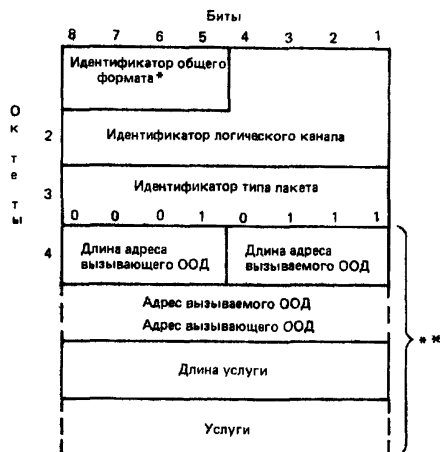 Биты
8 7 6 5 4 3 2 1
Идентификатор общего
формата*
Октеты
2
Идентификатор логического канала
3
Идентификатор типа пакета
0 0 0 1 0 1 1 1
4
Длина адреса
вызывающего ООД
Длина адреса
вызываемого ООД
Адрес вызываемого ООД
Адрес вызывающего ООД
**
Длина услуги
Услуги